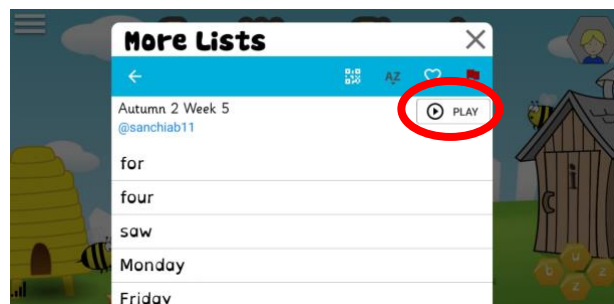 More Lists
AZ
Autumn 2 Week 5
PLAY
@sanchiab11
for
four
saw
Monday
Friday
i
U
Z
Z